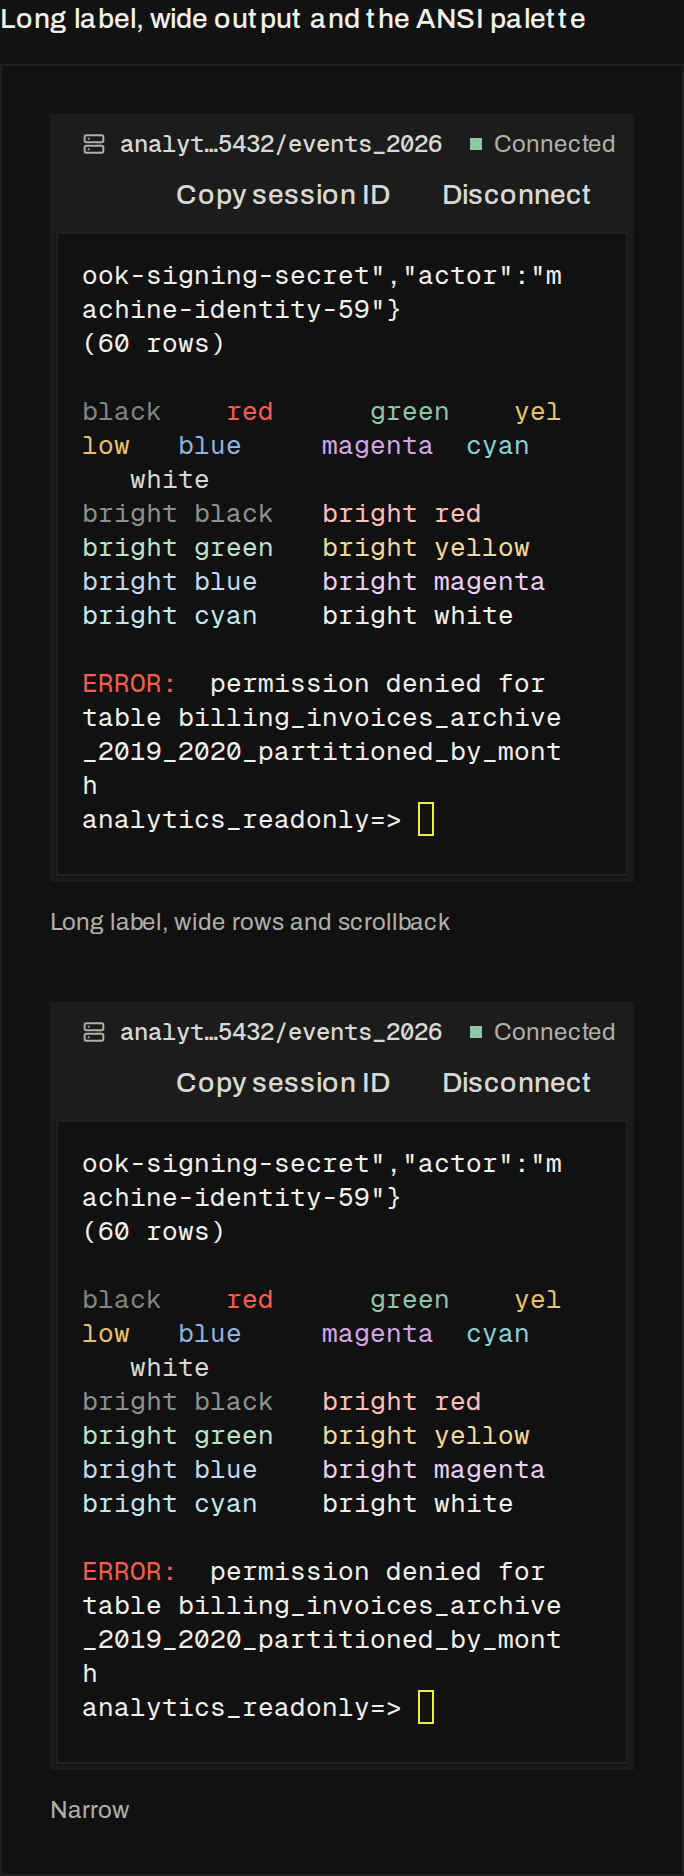 Long label, wide output and the ANSI palette
analyt…5432/events_2026 Connected
Copy session ID Disconnect
ook-signing-secret","actor":"m
achine-identity-59"}
(60 rows)
black red green yel
low blue magenta cyan
white
bright black bright red
bright green bright yellow
bright blue bright magenta
bright cyan bright white
ERROR: permission denied for
table billing_invoices_archive
_2019_2020_partitioned_by_mont
h
analytics_readonly=>
Long label, wide rows and scrollback
analyt…5432/events_2026 Connected
Copy session ID Disconnect
ook-signing-secret","actor":"m
achine-identity-59"}
(60 rows)
black red green yel
low blue magenta cyan
white
bright black bright red
bright green bright yellow
bright blue bright magenta
bright cyan bright white
ERROR: permission denied for
table billing_invoices_archive
_2019_2020_partitioned_by_mont
h
analytics_readonly=>
Narrow